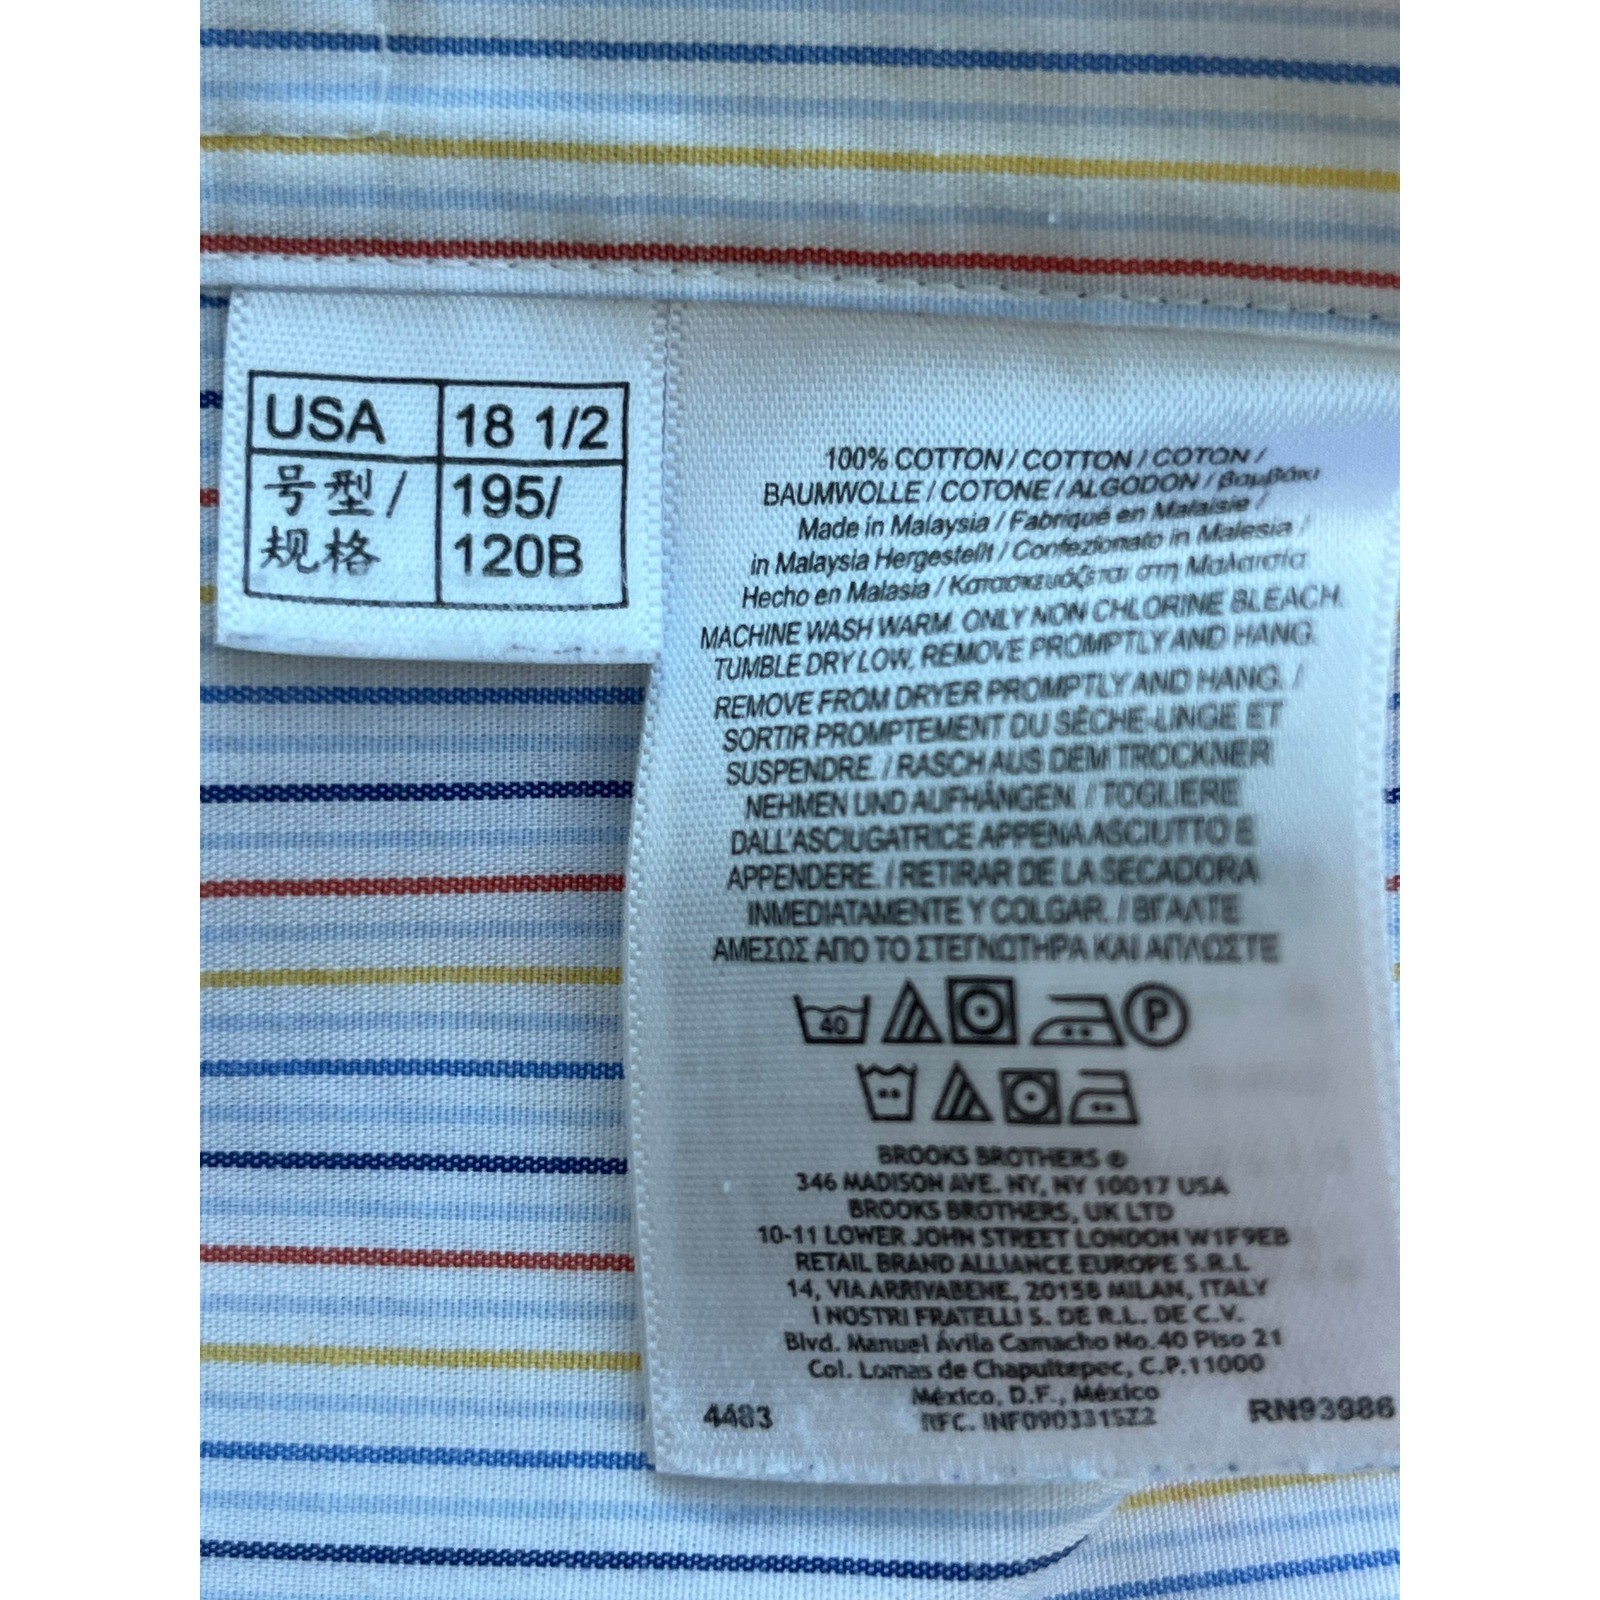 USA 18 1/2
号型/ 195/
规格 120B
100% COTTON / COTTON / COTON /
BAUMWOLLE / COTONE / ALGODON / βαμβάκι
Made in Malaysia / Fabriqué en Malaisie /
in Malaysia Hergestellt / Confezionato in Malesia /
Hecho en Malasia / Κατασκευάζεται στη Μαλαισία
MACHINE WASH WARM. ONLY NON CHLORINE BLEACH.
TUMBLE DRY LOW, REMOVE PROMPTLY AND HANG.
REMOVE FROM DRYER PROMPTLY AND HANG. /
SORTIR PROMPTEMENT DU SÈCHE-LINGE ET
SUSPENDRE. / RASCH AUS DEM TROCKNER
NEHMEN UND AUFHÄNGEN. / TOGLIERE
DALL'ASCIUGATRICE APPENA ASCIUTTO E
APPENDERE. / RETIRAR DE LA SECADORA
INMEDIATAMENTE Y COLGAR. / ΒΓΑΛΤΕ
ΑΜΕΣΩΣ ΑΠΟ ΤΟ ΣΤΕΓΝΩΤΗΡΑ ΚΑΙ ΑΠΛΩΣΤΕ
40 P
BROOKS BROTHERS ®
346 MADISON AVE. NY, NY 10017 USA
BROOKS BROTHERS, UK LTD
10-11 LOWER JOHN STREET LONDON W1F9EB
RETAIL BRAND ALLIANCE EUROPE S.R.L
14, VIA ARRIVABENE, 20158 MILAN, ITALY
I NOSTRI FRATELLI S. DE R.L. DE C.V.
Blvd. Manuel Ávila Camacho No.40 Piso 21
Col. Lomas de Chapultepec, C.P.11000
México, D.F., México
4483 RFC. INF0903315Z2 RN93986